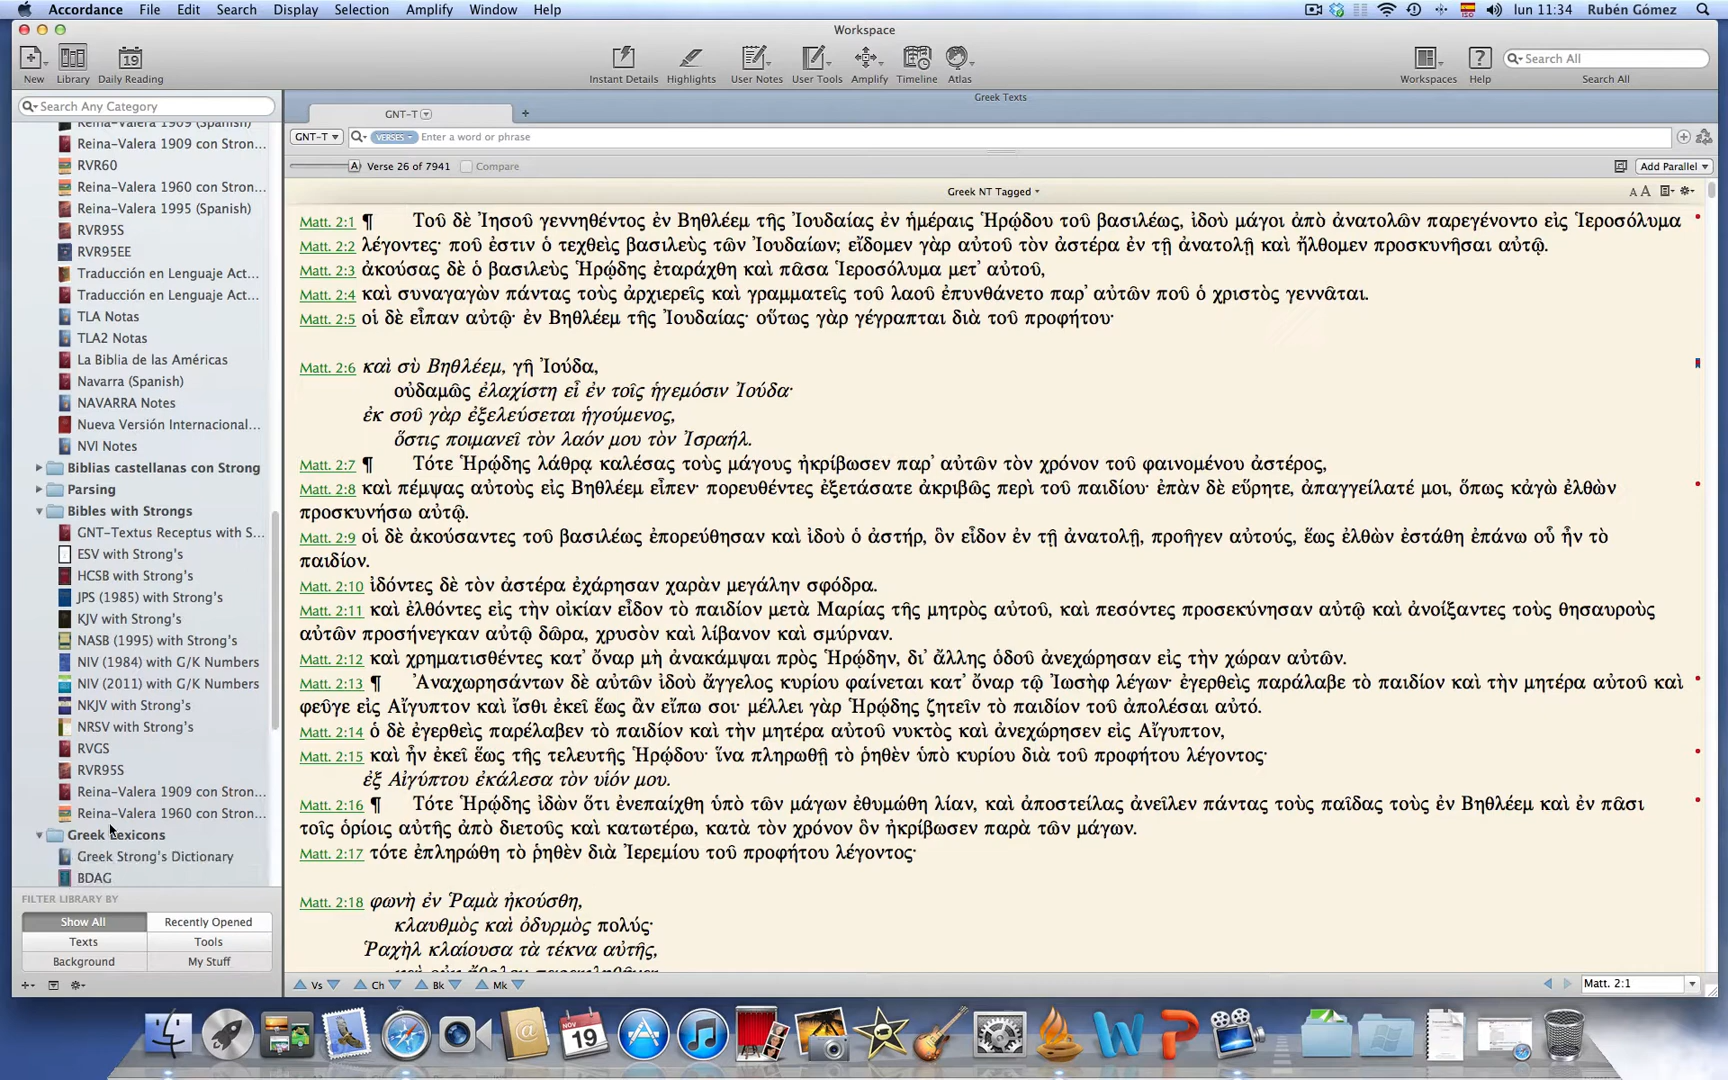 Accordance File Edit Search Display Selection Amplify Window Help
lun 11:34 Rubén Gómez
Workspace
New Library Daily Reading
19
Instant Details Highlights User Notes User Tools Amplify Timeline Atlas
Workspaces Help Search All
Search All
Search Any Category
Reina-Valera 1909 (Spanish)
Reina-Valera 1909 con Stron...
RVR60
Reina-Valera 1960 con Stron...
Reina-Valera 1995 (Spanish)
RVR95S
RVR95EE
Traducción en Lenguaje Act...
Traducción en Lenguaje Act...
TLA Notas
TLA2 Notas
La Biblia de las Américas
Navarra (Spanish)
NAVARRA Notes
Nueva Versión Internacional...
NVI Notes
Biblias castellanas con Strong
Parsing
Bibles with Strongs
GNT-Textus Receptus with S...
ESV with Strong's
HCSB with Strong's
JPS (1985) with Strong's
KJV with Strong's
NASB (1995) with Strong's
NIV (1984) with G/K Numbers
NIV (2011) with G/K Numbers
NKJV with Strong's
NRSV with Strong's
RVGS
RVR95S
Reina-Valera 1909 con Stron...
Reina-Valera 1960 con Stron...
Greek Lexicons
Greek Strong's Dictionary
BDAG
FILTER LIBRARY BY
Show All Recently Opened
Texts Tools
Background My Stuff
Greek Texts
GNT-T
GNT-T VERSES Enter a word or phrase
A Verse 26 of 7941 Compare
Add Parallel
Greek NT Tagged
A A
Matt. 2:1 ¶ Τοῦ δὲ Ἰησοῦ γεννηθέντος ἐν Βηθλέεμ τῆς Ἰουδαίας ἐν ἡμέραις Ἡρῴδου τοῦ βασιλέως, ἰδοὺ μάγοι ἀπὸ ἀνατολῶν παρεγένοντο εἰς Ἱεροσόλυμα
Matt. 2:2 λέγοντες· ποῦ ἐστιν ὁ τεχθεὶς βασιλεὺς τῶν Ἰουδαίων; εἴδομεν γὰρ αὐτοῦ τὸν ἀστέρα ἐν τῇ ἀνατολῇ καὶ ἤλθομεν προσκυνῆσαι αὐτῷ.
Matt. 2:3 ἀκούσας δὲ ὁ βασιλεὺς Ἡρῴδης ἐταράχθη καὶ πᾶσα Ἱεροσόλυμα μετ’ αὐτοῦ,
Matt. 2:4 καὶ συναγαγὼν πάντας τοὺς ἀρχιερεῖς καὶ γραμματεῖς τοῦ λαοῦ ἐπυνθάνετο παρ’ αὐτῶν ποῦ ὁ χριστὸς γεννᾶται.
Matt. 2:5 οἱ δὲ εἶπαν αὐτῷ· ἐν Βηθλέεμ τῆς Ἰουδαίας· οὕτως γὰρ γέγραπται διὰ τοῦ προφήτου·
Matt. 2:6 καὶ σὺ Βηθλέεμ, γῆ Ἰούδα,
οὐδαμῶς ἐλαχίστη εἶ ἐν τοῖς ἡγεμόσιν Ἰούδα·
ἐκ σοῦ γὰρ ἐξελεύσεται ἡγούμενος,
ὅστις ποιμανεῖ τὸν λαόν μου τὸν Ἰσραήλ.
Matt. 2:7 ¶ Τότε Ἡρῴδης λάθρᾳ καλέσας τοὺς μάγους ἠκρίβωσεν παρ’ αὐτῶν τὸν χρόνον τοῦ φαινομένου ἀστέρος,
Matt. 2:8 καὶ πέμψας αὐτοὺς εἰς Βηθλέεμ εἶπεν· πορευθέντες ἐξετάσατε ἀκριβῶς περὶ τοῦ παιδίου· ἐπὰν δὲ εὕρητε, ἀπαγγείλατέ μοι, ὅπως κἀγὼ ἐλθὼν
προσκυνήσω αὐτῷ.
Matt. 2:9 οἱ δὲ ἀκούσαντες τοῦ βασιλέως ἐπορεύθησαν καὶ ἰδοὺ ὁ ἀστήρ, ὃν εἶδον ἐν τῇ ἀνατολῇ, προῆγεν αὐτούς, ἕως ἐλθὼν ἐστάθη ἐπάνω οὗ ἦν τὸ
παιδίον.
Matt. 2:10 ἰδόντες δὲ τὸν ἀστέρα ἐχάρησαν χαρὰν μεγάλην σφόδρα.
Matt. 2:11 καὶ ἐλθόντες εἰς τὴν οἰκίαν εἶδον τὸ παιδίον μετὰ Μαρίας τῆς μητρὸς αὐτοῦ, καὶ πεσόντες προσεκύνησαν αὐτῷ καὶ ἀνοίξαντες τοὺς θησαυροὺς
αὐτῶν προσήνεγκαν αὐτῷ δῶρα, χρυσὸν καὶ λίβανον καὶ σμύρναν.
Matt. 2:12 καὶ χρηματισθέντες κατ’ ὄναρ μὴ ἀνακάμψαι πρὸς Ἡρῴδην, δι’ ἄλλης ὁδοῦ ἀνεχώρησαν εἰς τὴν χώραν αὐτῶν.
Matt. 2:13 ¶ Ἀναχωρησάντων δὲ αὐτῶν ἰδοὺ ἄγγελος κυρίου φαίνεται κατ’ ὄναρ τῷ Ἰωσὴφ λέγων· ἐγερθεὶς παράλαβε τὸ παιδίον καὶ τὴν μητέρα αὐτοῦ καὶ
φεῦγε εἰς Αἴγυπτον καὶ ἴσθι ἐκεῖ ἕως ἂν εἴπω σοι· μέλλει γὰρ Ἡρῴδης ζητεῖν τὸ παιδίον τοῦ ἀπολέσαι αὐτό.
Matt. 2:14 ὁ δὲ ἐγερθεὶς παρέλαβεν τὸ παιδίον καὶ τὴν μητέρα αὐτοῦ νυκτὸς καὶ ἀνεχώρησεν εἰς Αἴγυπτον,
Matt. 2:15 καὶ ἦν ἐκεῖ ἕως τῆς τελευτῆς Ἡρῴδου· ἵνα πληρωθῇ τὸ ῥηθὲν ὑπὸ κυρίου διὰ τοῦ προφήτου λέγοντος·
ἐξ Αἰγύπτου ἐκάλεσα τὸν υἱόν μου.
Matt. 2:16 ¶ Τότε Ἡρῴδης ἰδὼν ὅτι ἐνεπαίχθη ὑπὸ τῶν μάγων ἐθυμώθη λίαν, καὶ ἀποστείλας ἀνεῖλεν πάντας τοὺς παῖδας τοὺς ἐν Βηθλέεμ καὶ ἐν πᾶσι
τοῖς ὁρίοις αὐτῆς ἀπὸ διετοῦς καὶ κατωτέρω, κατὰ τὸν χρόνον ὃν ἠκρίβωσεν παρὰ τῶν μάγων.
Matt. 2:17 τότε ἐπληρώθη τὸ ῥηθὲν διὰ Ἰερεμίου τοῦ προφήτου λέγοντος·
Matt. 2:18 φωνὴ ἐν Ῥαμὰ ἠκούσθη,
κλαυθμὸς καὶ ὀδυρμὸς πολύς·
Ῥαχὴλ κλαίουσα τὰ τέκνα αὐτῆς,
Vs Ch Bk Mk
Matt. 2:1
NOV 19